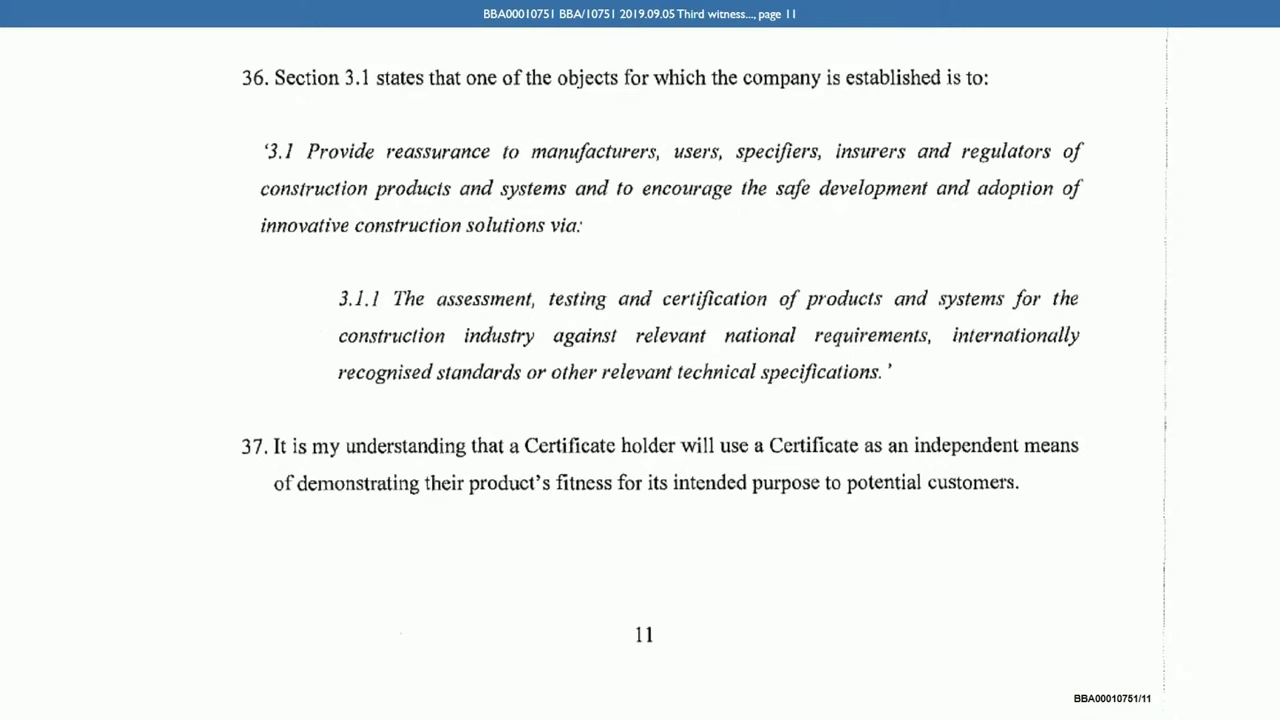 BBA00010751 BBA/10751 2019.09.05 Third witness..., page 11
36. Section 3.1 states that one of the objects for which the company is established is to:
‘3.1 Provide reassurance to manufacturers, users, specifiers, insurers and regulators of
construction products and systems and to encourage the safe development and adoption of
innovative construction solutions via:
3.1.1 The assessment, testing and certification of products and systems for the
construction industry against relevant national requirements, internationally
recognised standards or other relevant technical specifications.’
37. It is my understanding that a Certificate holder will use a Certificate as an independent means
of demonstrating their product’s fitness for its intended purpose to potential customers.
11
BBA00010751/11